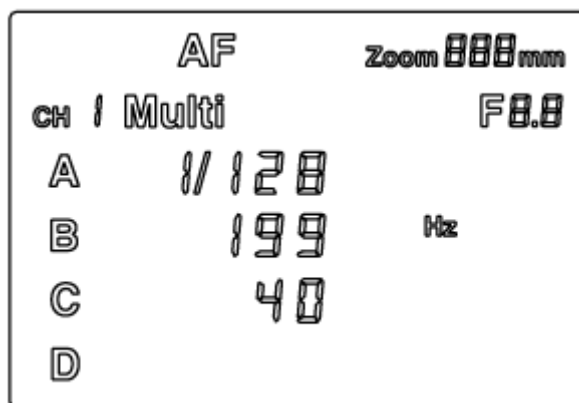 AF Zoom 888mm
CH 1 Multi F8.8
A 1/128
B 199 Hz
C 40
D